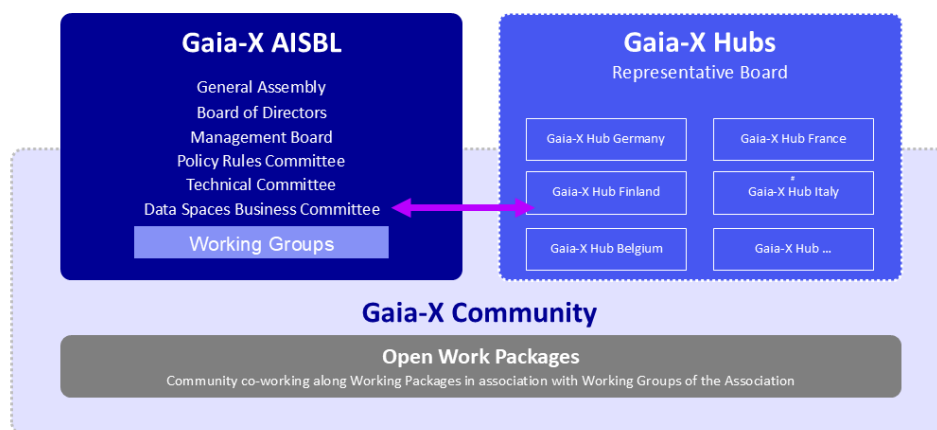 Gaia-X AISBL
General Assembly
Board of Directors
Management Board
Policy Rules Committee
Technical Committee
Data Spaces Business Committee
Working Groups
Gaia-X Hubs
Representative Board
Gaia-X Hub Germany
Gaia-X Hub France
Gaia-X Hub Finland
Gaia-X Hub Italy
Gaia-X Hub Belgium
Gaia-X Hub ...
Gaia-X Community
Open Work Packages
Community co-working along Working Packages in association with Working Groups of the Association